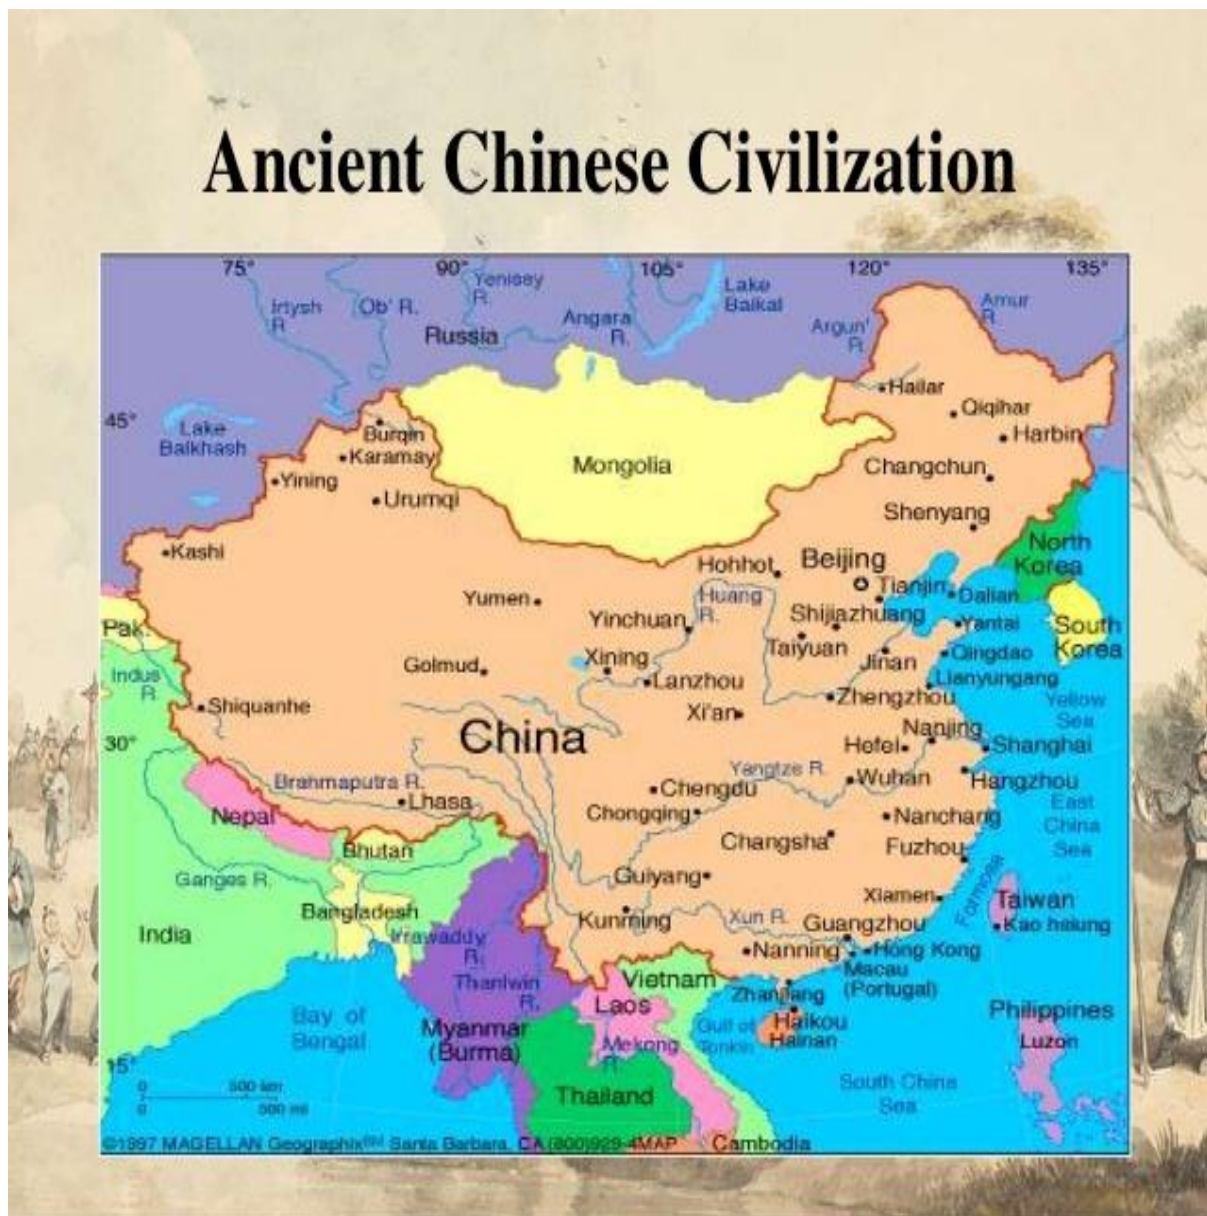 Ancient Chinese Civilization
75°
90°
105°
120°
135°
Irtysh
R
Ob' R.
Yenisey
R.
Russia
Angara
R.
Lake
Baikal
Argun'
R
Amur
R.
45°
Lake
Balkhash
Burqin
Karamay
Yining
Urumqi
Mongolia
Hailar
Qiqihar
Harbin
Changchun
Shenyang
Kashi
North
Korea
Hohhot
Beijing
Huang
R.
Tianjin
Dalian
Yumen
Yinchuan
Shijiazhuang
Yantai
South
Korea
Pak.
Taiyuan
Jinan
Qingdao
Golmud
Xining
Lanzhou
Lianyungang
Indus
R
Zhengzhou
Yellow
Sea
Shiquanhe
Xi'an
Nanjing
30°
China
Hefei
Shanghai
Brahmaputra R.
Yangtze R.
Wuhan
Hangzhou
Lhasa
Chengdu
Chongqing
Nanchang
East
China
Sea
Nepal
Bhutan
Changsha
Fuzhou
Ganges R.
Guiyang
Formosa
Xiamen
Taiwan
Bangladesh
Kunming
Xun R.
Guangzhou
Kao hsiung
India
Irrawaddy
R.
Nanning
Hong Kong
Macau
(Portugal)
Thanlwin
R.
Vietnam
Zhanjiang
Laos
Bay of
Bengal
Myanmar
(Burma)
Gulf of
Tonkin
Haikou
Hainan
Philippines
Luzon
Mekong
R
15°
0 500 km
0 500 mi
Thailand
South China
Sea
©1997 MAGELLAN Geographix℠ Santa Barbara, CA (800)929-4MAP
Cambodia